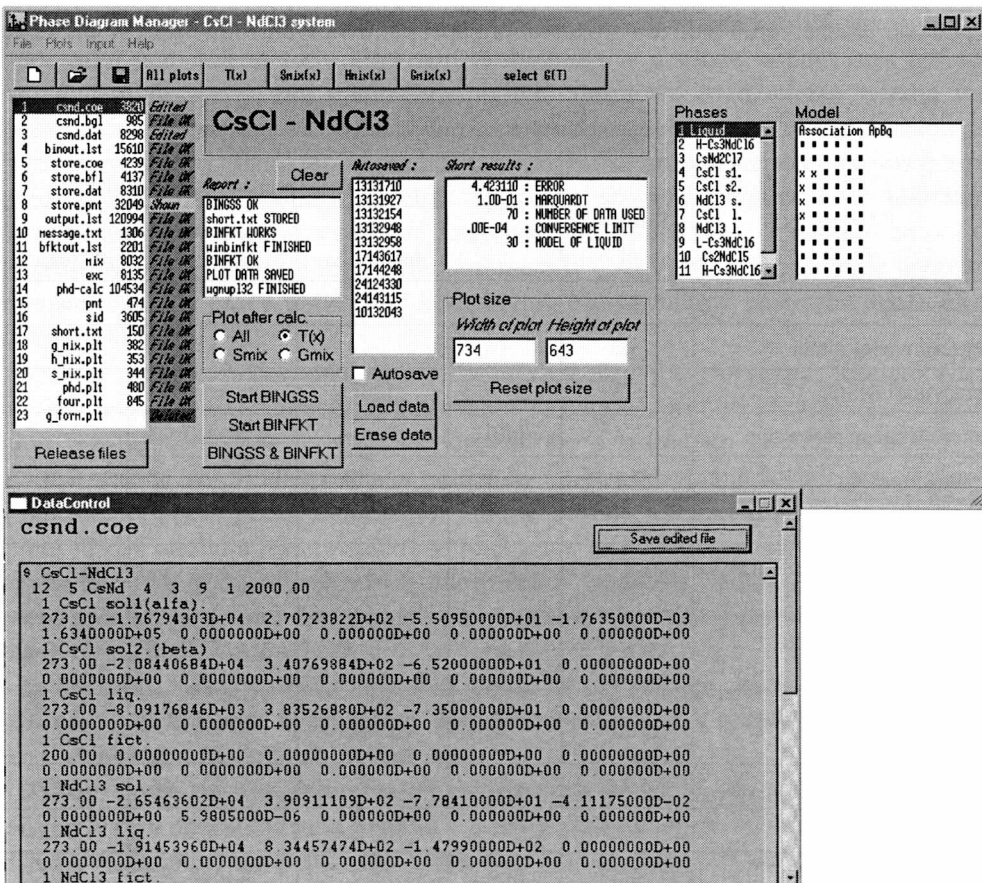 Phase Diagram Manager - CsCl - NdCl3 system
File Plots Input Help
All plots T(x) Smix(x) Hmix(x) Gmix(x) select G(T)
1 csnd.coe 3820 Edited
2 csnd.bgl 985 File OK
3 csnd.dat 8298 Edited
4 binout.lst 15610 File OK
5 store.coe 4239 File OK
6 store.bfl 4137 File OK
7 store.dat 8310 File OK
8 store.pnt 32049 Shown
9 output.lst 120994 File OK
10 message.txt 1306 File OK
11 bfktout.lst 2201 File OK
12 mix 8032 File OK
13 exc 8135 File OK
14 phd-calc 104534 File OK
15 pnt 474 File OK
16 sid 3605 File OK
17 short.txt 150 File OK
18 g_mix.plt 382 File OK
19 h_mix.plt 353 File OK
20 s_mix.plt 344 File OK
21 phd.plt 480 File OK
22 four.plt 845 File OK
23 g_form.plt Deleted
Release files
CsCl - NdCl3
Report :
Clear
BINGSS OK
short.txt STORED
BINFKT WORKS
winbinfkt FINISHED
BINFKT OK
PLOT DATA SAVED
wgnupl32 FINISHED
Plot after calc
All T(x)
Smix Gmix
Start BINGSS
Start BINFKT
BINGSS & BINFKT
Autosaved :
13131710
13131927
13132154
13132948
13132958
17143617
17144248
24124330
24143115
10132043
Autosave
Load data
Erase data
Short results :
4.423110 : ERROR
1.0D-01 : MARQUARDT
70 : NUMBER OF DATA USED
.00E-04 : CONVERGENCE LIMIT
30 : MODEL OF LIQUID
Plot size
Width of plot Height of plot
734 643
Reset plot size
Phases
1 Liquid
2 H-Cs3NdCl6
3 CsNd2Cl7
4 CsCl s1.
5 CsCl s2.
6 NdCl3 s.
7 CsCl l.
8 NdCl3 l.
9 L-Cs3NdCl6
10 Cs2NdCl5
11 H-Cs3NdCl6
Model
Association ApBq
x x
x
x
x
DataControl
csnd.coe
Save edited file
$ CsCl-NdCl3
12 5 CsNd 4 3 9 1 2000.00
1 CsCl sol1(alfa).
273.00 -1.76794303D+04 2.70723822D+02 -5.50950000D+01 -1.76350000D-03
1.6340000D+05 0.0000000D+00 0.000000D+00 0.000000D+00 0.000000D+00
1 CsCl sol2.(beta)
273.00 -2.08440684D+04 3.40769884D+02 -6.52000000D+01 0.00000000D+00
0.0000000D+00 0.0000000D+00 0.000000D+00 0.000000D+00 0.000000D+00
1 CsCl liq.
273.00 -8.09176846D+03 3.83526880D+02 -7.35000000D+01 0.00000000D+00
0.0000000D+00 0.0000000D+00 0.000000D+00 0.000000D+00 0.000000D+00
1 CsCl fict.
200.00 0.00000000D+00 0.00000000D+00 0.00000000D+00 0.00000000D+00
0.0000000D+00 0.0000000D+00 0.000000D+00 0.000000D+00 0.000000D+00
1 NdCl3 sol.
273.00 -2.65463602D+04 3.90911109D+02 -7.78410000D+01 -4.11175000D-02
0.0000000D+00 5.9805000D-06 0.000000D+00 0.000000D+00 0.000000D+00
1 NdCl3 liq.
273.00 -1.91453960D+04 8.34457474D+02 -1.47990000D+02 0.00000000D+00
0.0000000D+00 0.0000000D+00 0.000000D+00 0.000000D+00 0.000000D+00
1 NdCl3 fict.